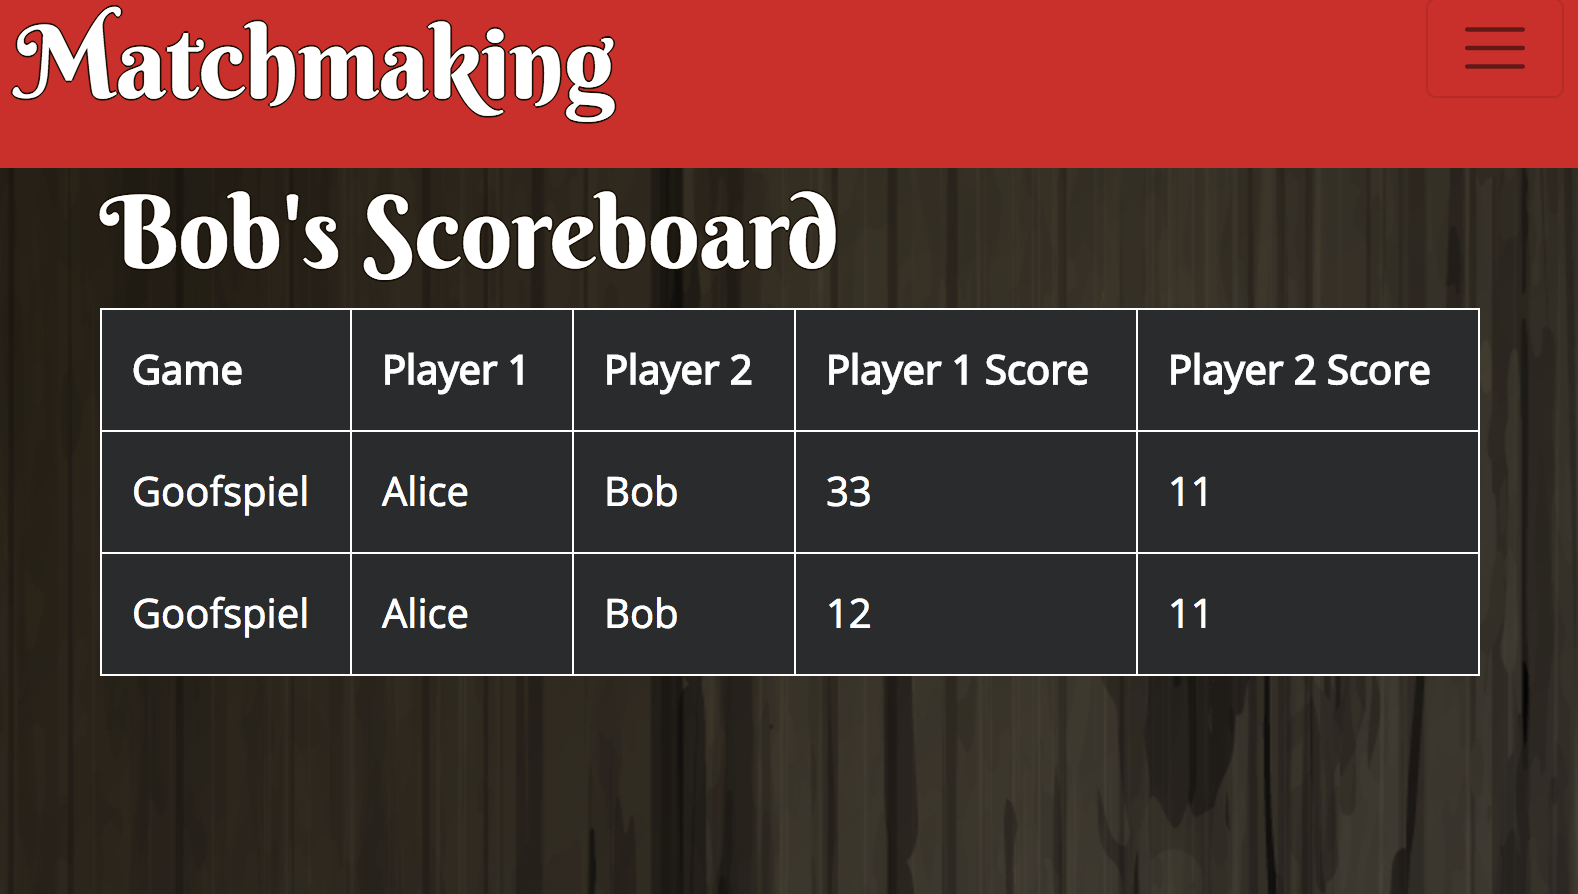 Matchmaking
Bob's Scoreboard
Game Player 1 Player 2 Player 1 Score Player 2 Score
Goofspiel Alice Bob 33 11
Goofspiel Alice Bob 12 11